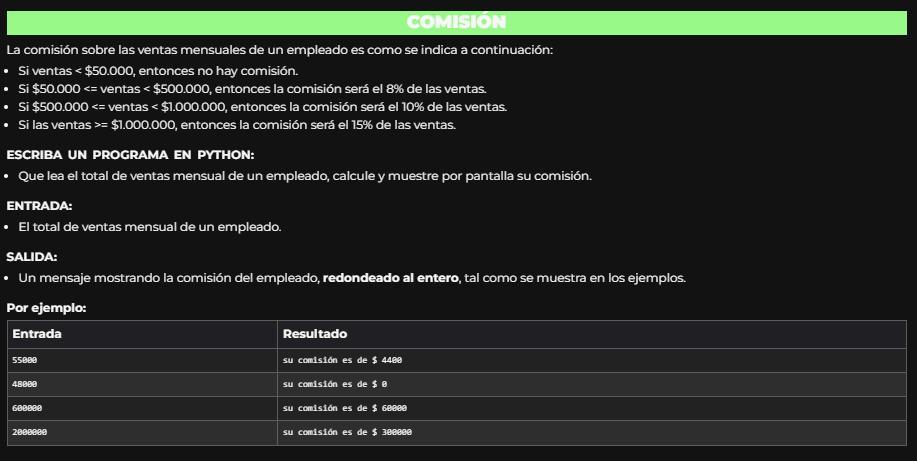 COMISIÓN
La comisión sobre las ventas mensuales de un empleado es como se indica a continuación:
• Si ventas < $50.000, entonces no hay comisión.
• Si $50.000 <= ventas < $500.000, entonces la comisión será el 8% de las ventas.
• Si $500.000 <= ventas < $1.000.000, entonces la comisión será el 10% de las ventas.
• Si las ventas >= $1.000.000, entonces la comisión será el 15% de las ventas.
ESCRIBA UN PROGRAMA EN PYTHON:
• Que lea el total de ventas mensual de un empleado, calcule y muestre por pantalla su comisión.
ENTRADA:
• El total de ventas mensual de un empleado.
SALIDA:
• Un mensaje mostrando la comisión del empleado, redondeado al entero, tal como se muestra en los ejemplos.
Por ejemplo:
Entrada Resultado
55000 su comisión es de $ 4400
48000 su comisión es de $ 0
600000 su comisión es de $ 60000
2000000 su comisión es de $ 300000